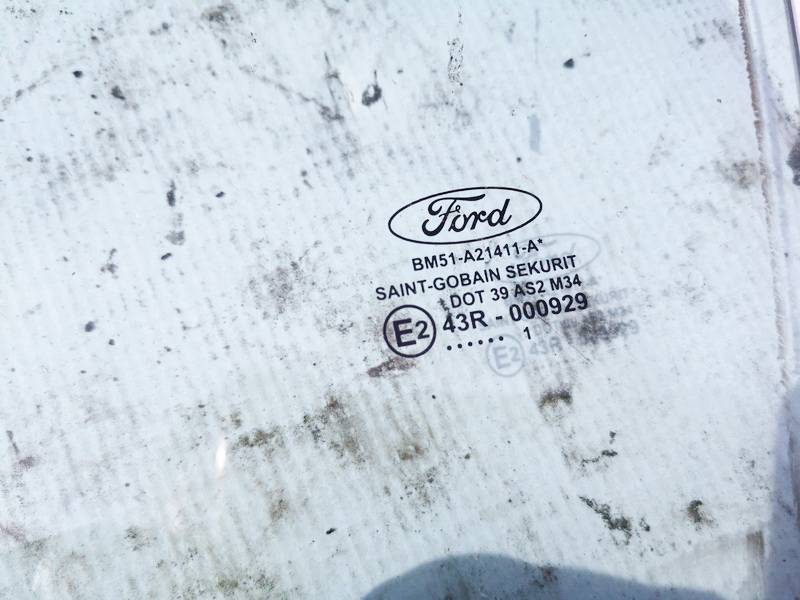 Ford
BM51-A21411-A*
SAINT-GOBAIN SEKURIT
DOT 39 AS2 M34
E2 43R - 000929
...... 1